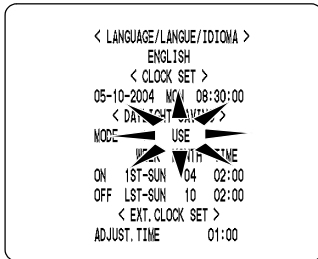 < LANGUAGE/LANGUE/IDIOMA >
ENGLISH
< CLOCK SET >
05-10-2004 MON 08:30:00
< DAYLIGHT SAVING >
MODE USE
WEEK MONTH TIME
ON 1ST-SUN 04 02:00
OFF LST-SUN 10 02:00
< EXT. CLOCK SET >
ADJUST. TIME 01:00